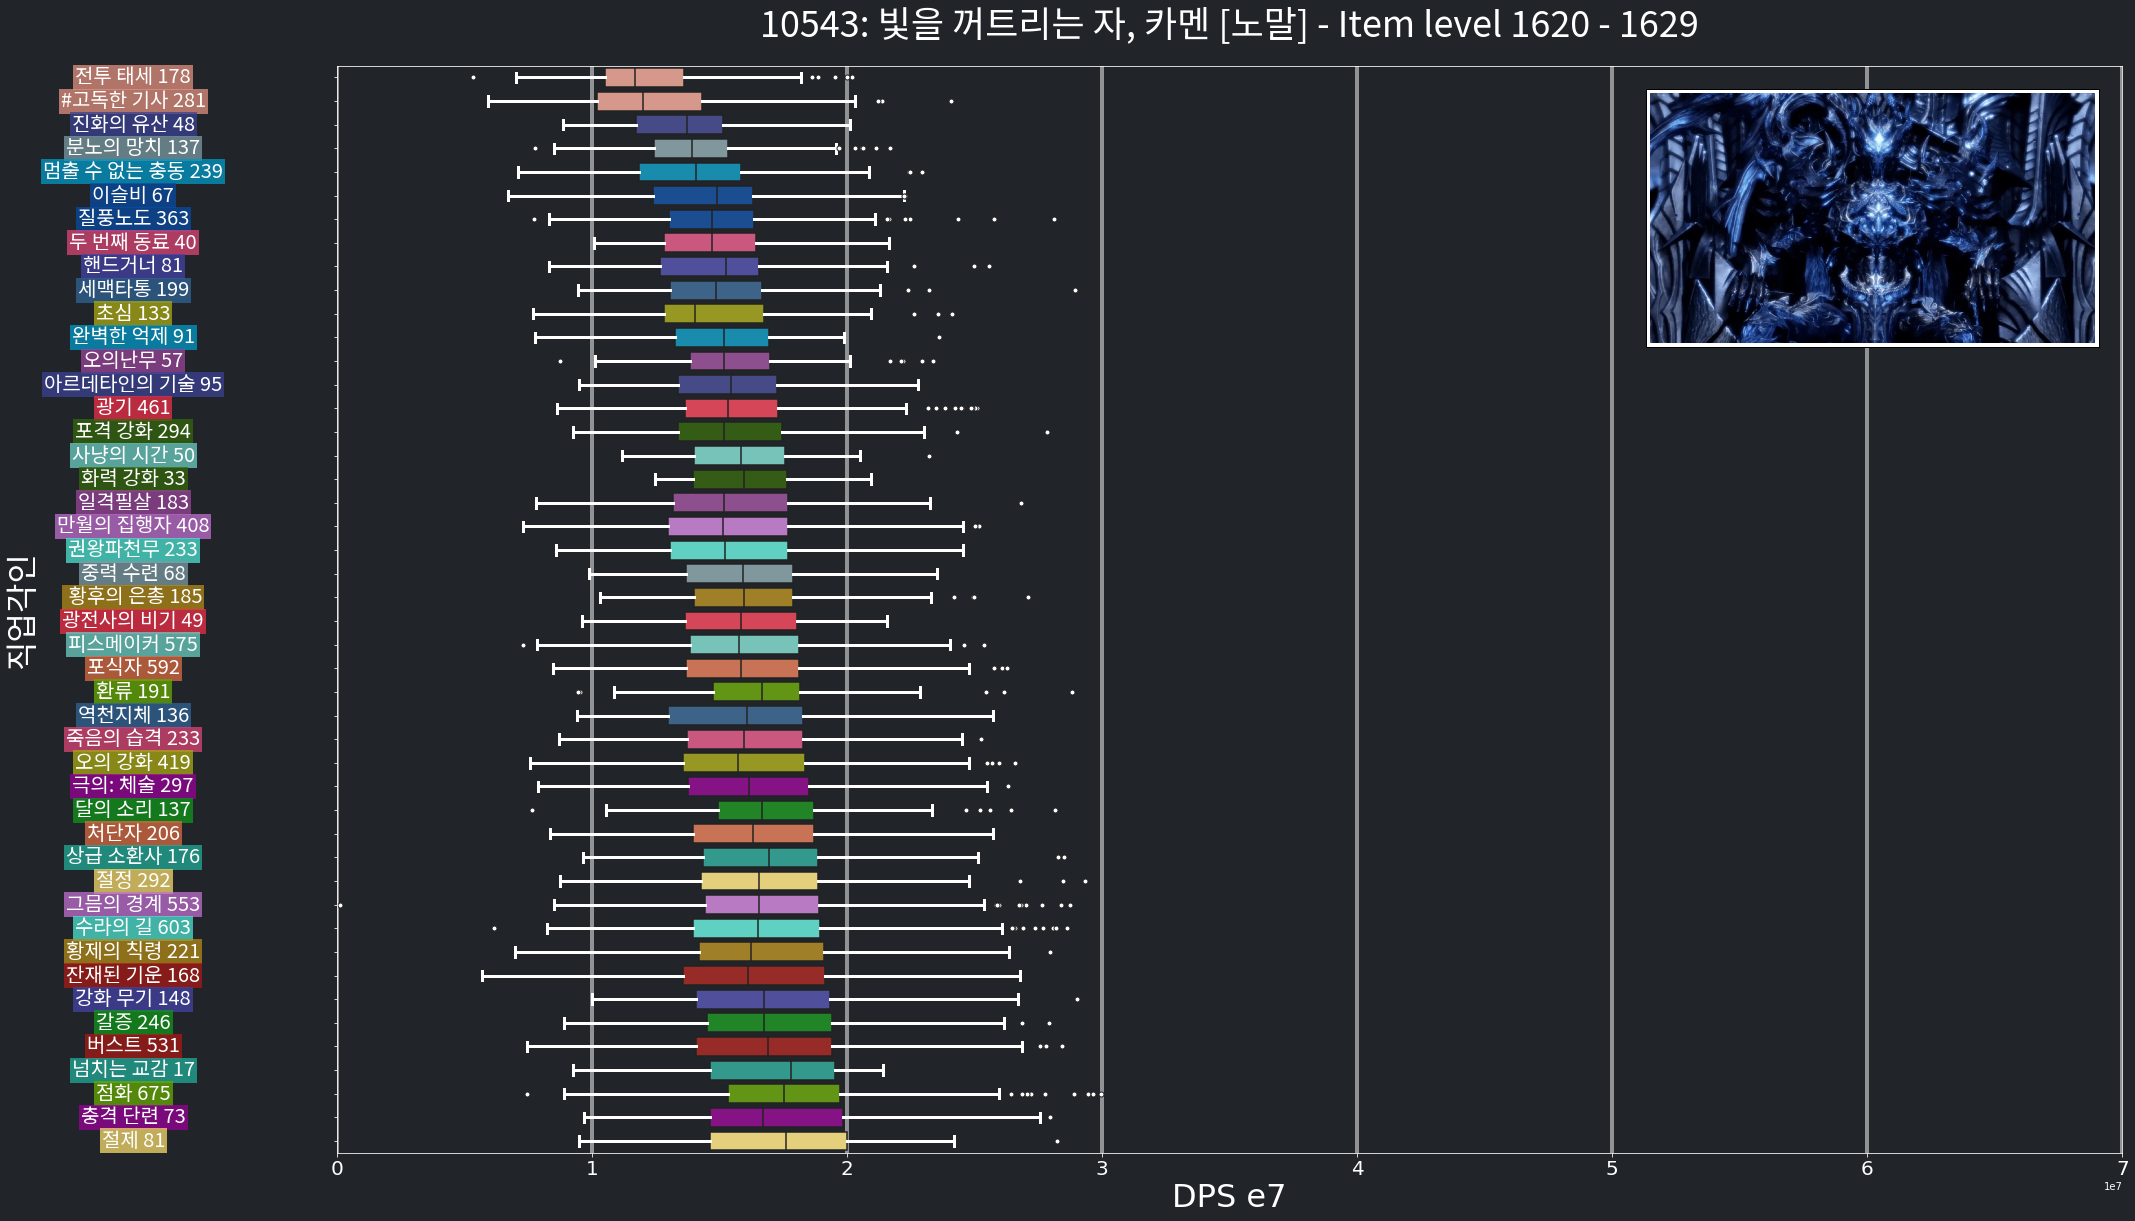 10543: 빛을 꺼트리는 자, 카멘 [노말] - Item level 1620 - 1629
직업각인
전투 태세 178
#고독한 기사 281
진화의 유산 48
분노의 망치 137
멈출 수 없는 충동 239
이슬비 67
질풍노도 363
두 번째 동료 40
핸드거너 81
세맥타통 199
초심 133
완벽한 억제 91
오의난무 57
아르데타인의 기술 95
광기 461
포격 강화 294
사냥의 시간 50
화력 강화 33
일격필살 183
만월의 집행자 408
권왕파천무 233
중력 수련 68
황후의 은총 185
광전사의 비기 49
피스메이커 575
포식자 592
환류 191
역천지체 136
죽음의 습격 233
오의 강화 419
극의: 체술 297
달의 소리 137
처단자 206
상급 소환사 176
절정 292
그믐의 경계 553
수라의 길 603
황제의 칙령 221
잔재된 기운 168
강화 무기 148
갈증 246
버스트 531
넘치는 교감 17
점화 675
충격 단련 73
절제 81
0 1 2 3 4 5 6 7
1e7
DPS e7